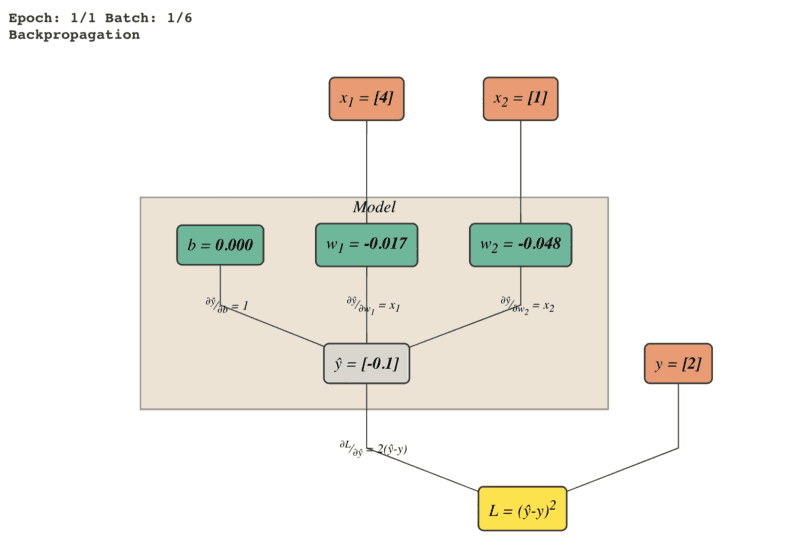 Epoch: 1/1 Batch: 1/6
Backpropagation
x₁ = [4]
x₂ = [1]
Model
b = 0.000
w₁ = -0.017
w₂ = -0.048
∂ŷ/∂b = 1
∂ŷ/∂w₁ = x₁
∂ŷ/∂w₂ = x₂
ŷ = [-0.1]
y = [2]
∂L/∂ŷ = 2(ŷ-y)
L = (ŷ-y)²